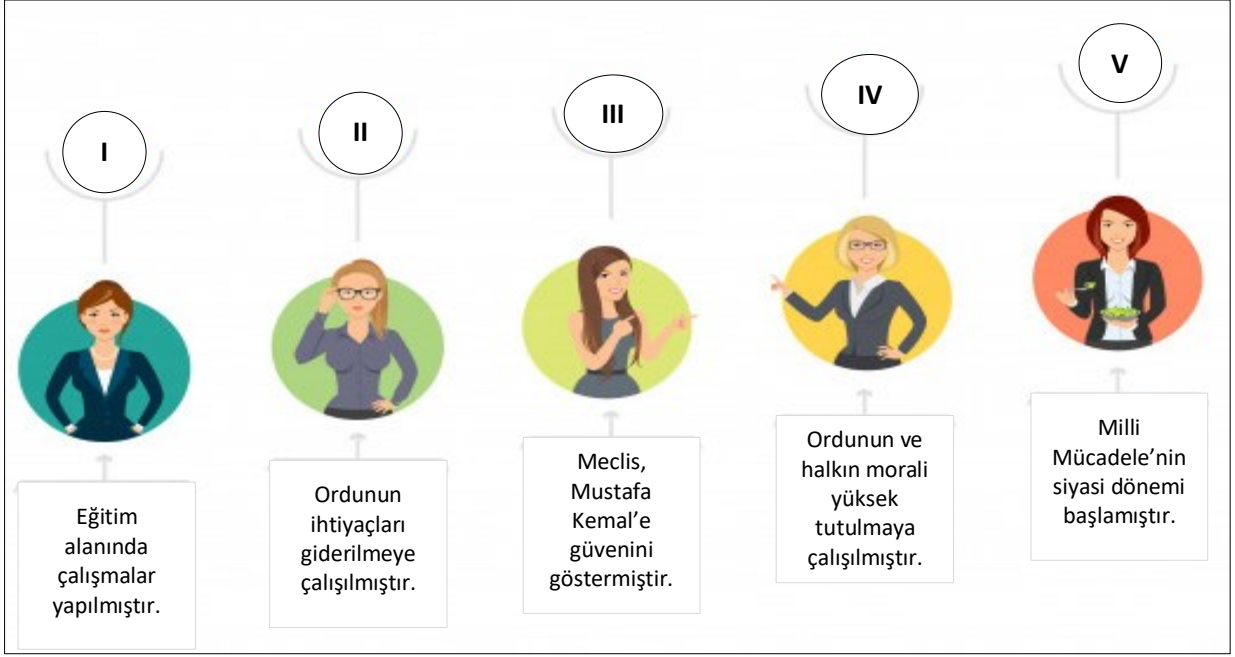 I
II
III
IV
V
Eğitim
alanında
çalışmalar
yapılmıştır.
Ordunun
ihtiyaçları
giderilmeye
çalışılmıştır.
Meclis,
Mustafa
Kemal’e
güvenini
göstermiştir.
Ordunun ve
halkın morali
yüksek
tutulmaya
çalışılmıştır.
Milli
Mücadele’nin
siyasi dönemi
başlamıştır.